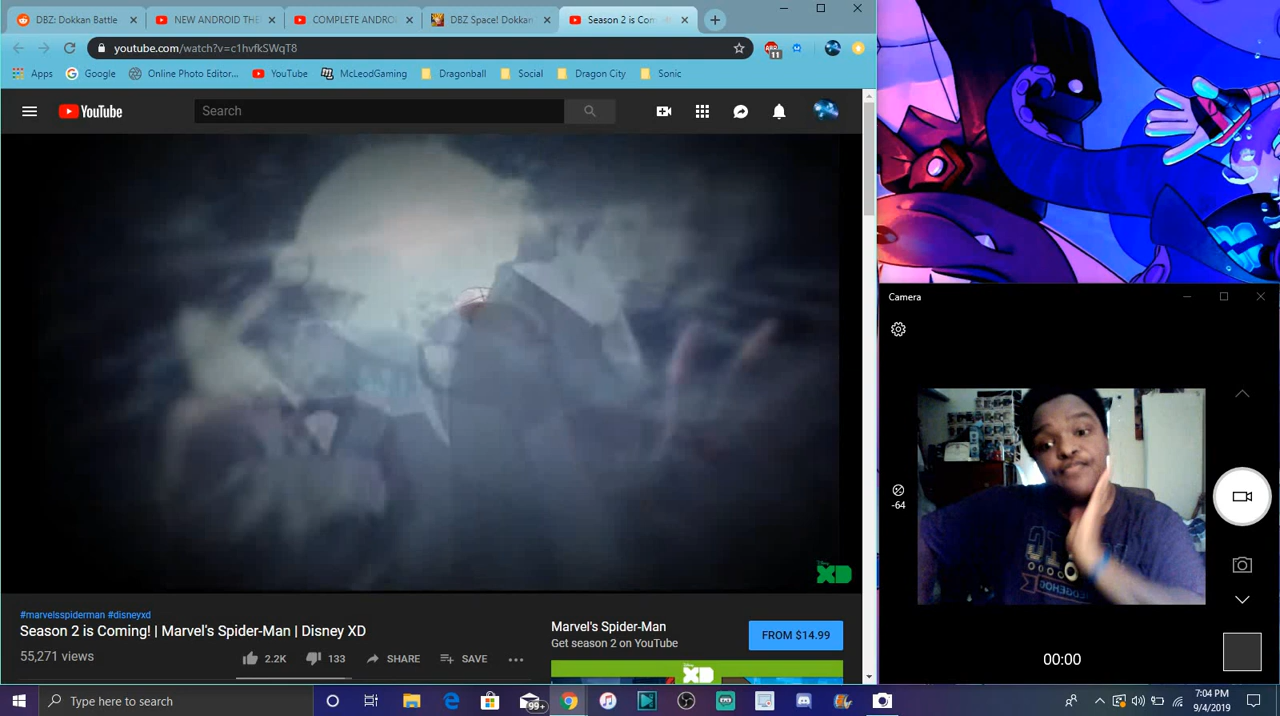 DBZ: Dokkan Battle
NEW ANDROID THE
COMPLETE ANDRO
DBZ Space! Dokkan
Season 2 is Com
youtube.com/watch?v=c1hvfkSWqT8
11
Apps
Google
Online Photo Editor...
YouTube
McLeodGaming
Dragonball
Social
Dragon City
Sonic
YouTube
Search
Camera
-64
XD
#marvelsspiderman #disneyxd
Season 2 is Coming! | Marvel's Spider-Man | Disney XD
55,271 views
2.2K
133
SHARE
SAVE
Marvel's Spider-Man
Get season 2 on YouTube
FROM $14.99
XD
00:00
Type here to search
99+
7:04 PM
9/4/2019